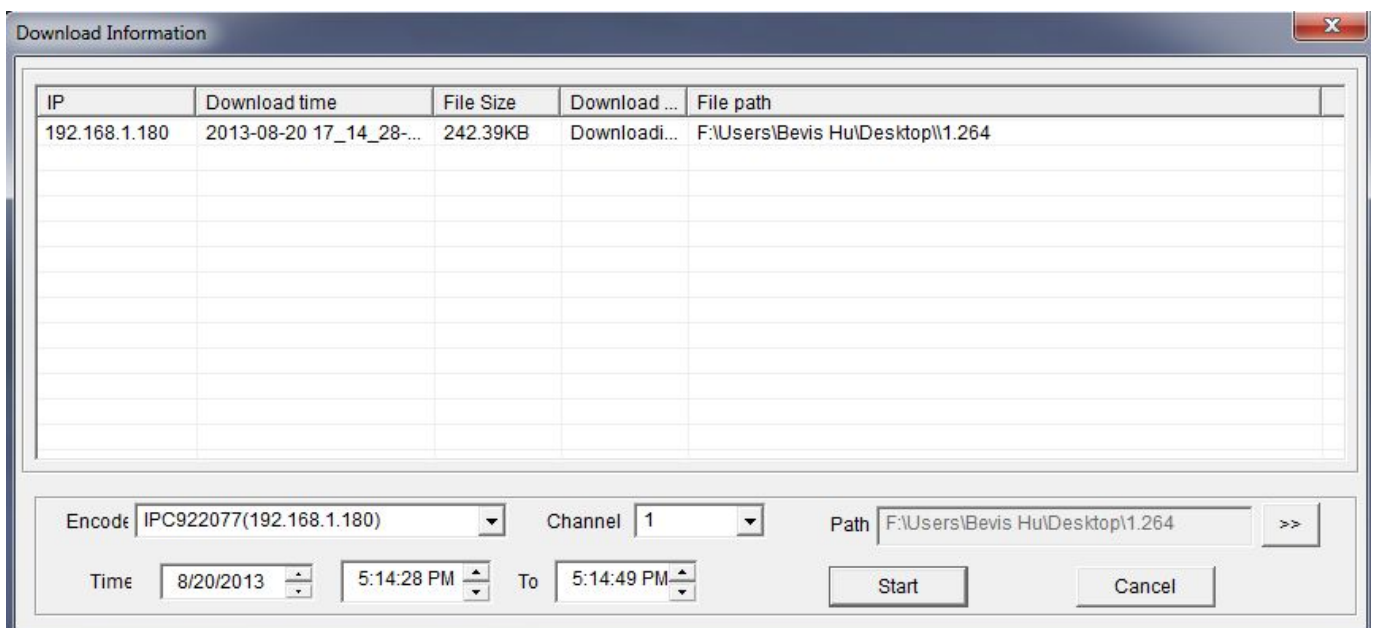 Download Information
x
IP Download time File Size Download ... File path
192.168.1.180 2013-08-20 17_14_28-... 242.39KB Downloadi... F:\Users\Bevis Hu\Desktop\\1.264
Encode IPC922077(192.168.1.180) Channel 1 Path F:\Users\Bevis Hu\Desktop\1.264 >>
Time 8/20/2013 5:14:28 PM To 5:14:49 PM Start Cancel